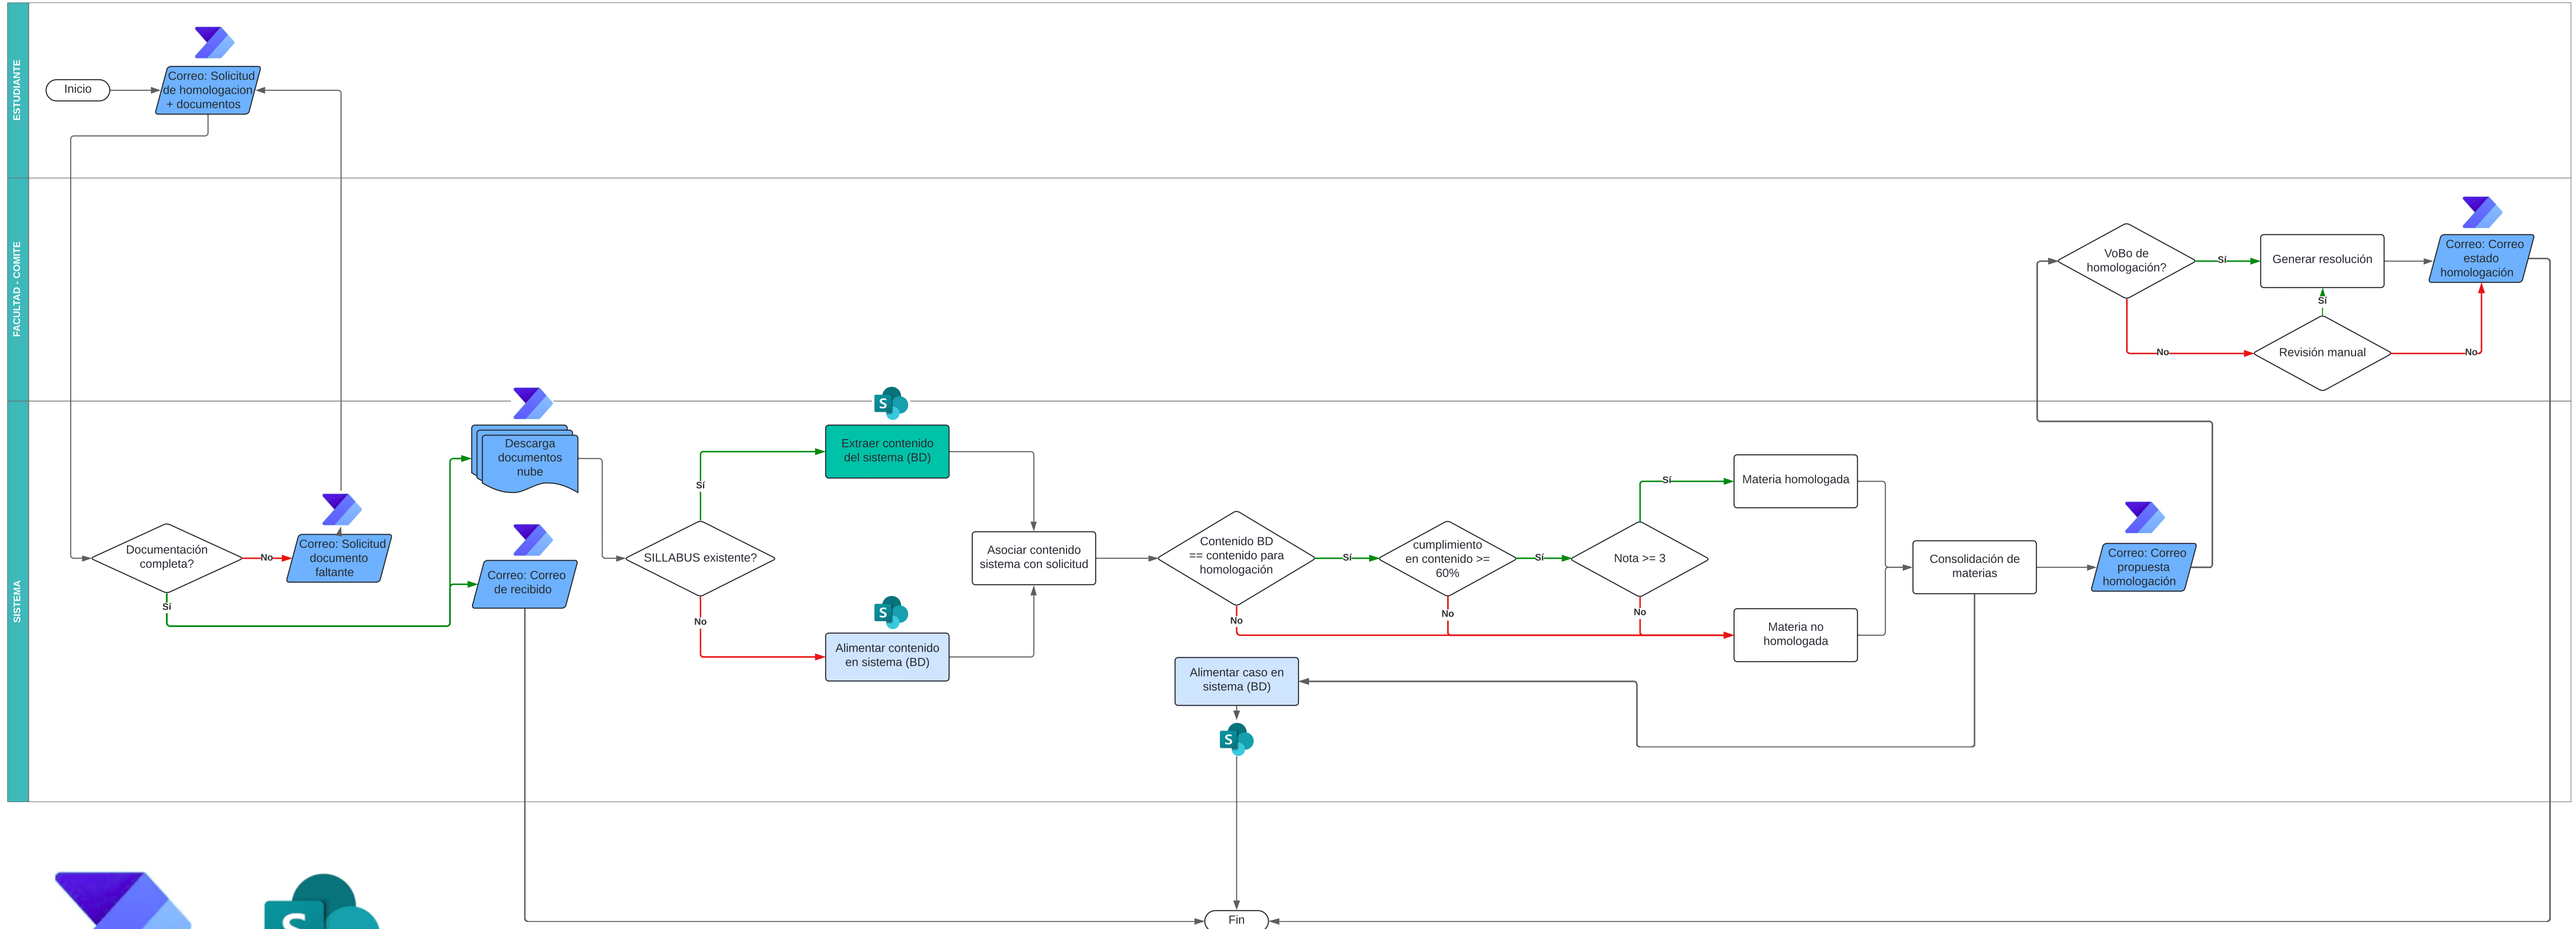 ESTUDIANTE
Inicio
Correo: Solicitud
de homologacion
+ documentos
FACULTAD - COMITE
VoBo de
homologación?
Sí
Generar resolución
Correo: Correo
estado
homologación
Sí
No
Revisión manual
No
SISTEMA
Documentación
completa?
No
Sí
Correo: Solicitud
documento
faltante
Descarga
documentos
nube
Correo: Correo
de recibido
SILLABUS existente?
Sí
No
S
Extraer contenido
del sistema (BD)
S
Alimentar contenido
en sistema (BD)
Asociar contenido
sistema con solicitud
Contenido BD
== contenido para
homologación
Sí
No
cumplimiento
en contenido >=
60%
Sí
No
Nota >= 3
Sí
No
Materia homologada
Materia no
homologada
Consolidación de
materias
Correo: Correo
propuesta
homologación
Alimentar caso en
sistema (BD)
S
Fin
S